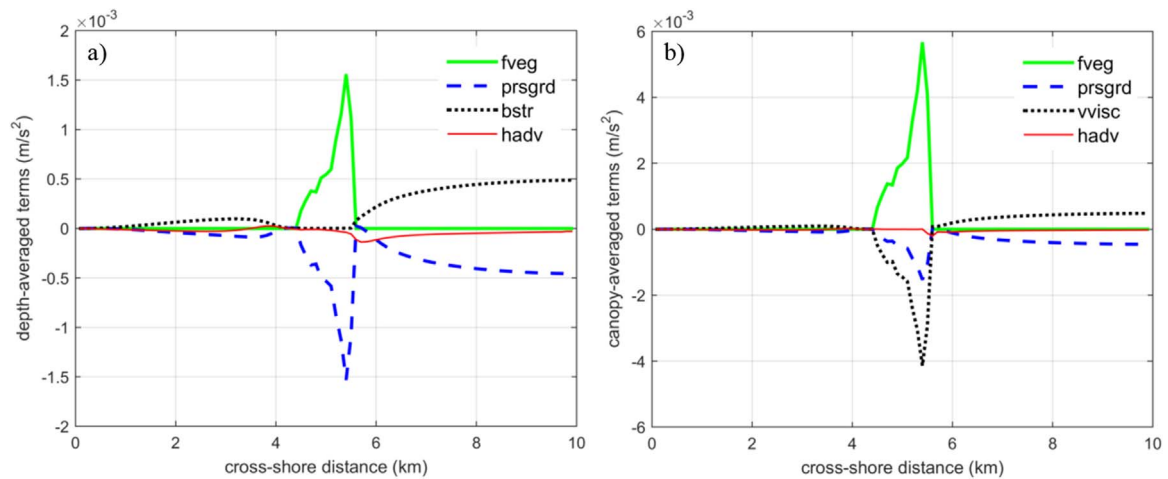 ×10⁻³
a)
2
1.5
1
0.5
0
-0.5
-1
-1.5
-2
depth-averaged terms (m/s²)
fveg
prsgrd
bstr
hadv
0 2 4 6 8 10
cross-shore distance (km)
×10⁻³
b)
6
4
2
0
-2
-4
-6
canopy-averaged terms (m/s²)
fveg
prsgrd
vvisc
hadv
0 2 4 6 8 10
cross-shore distance (km)